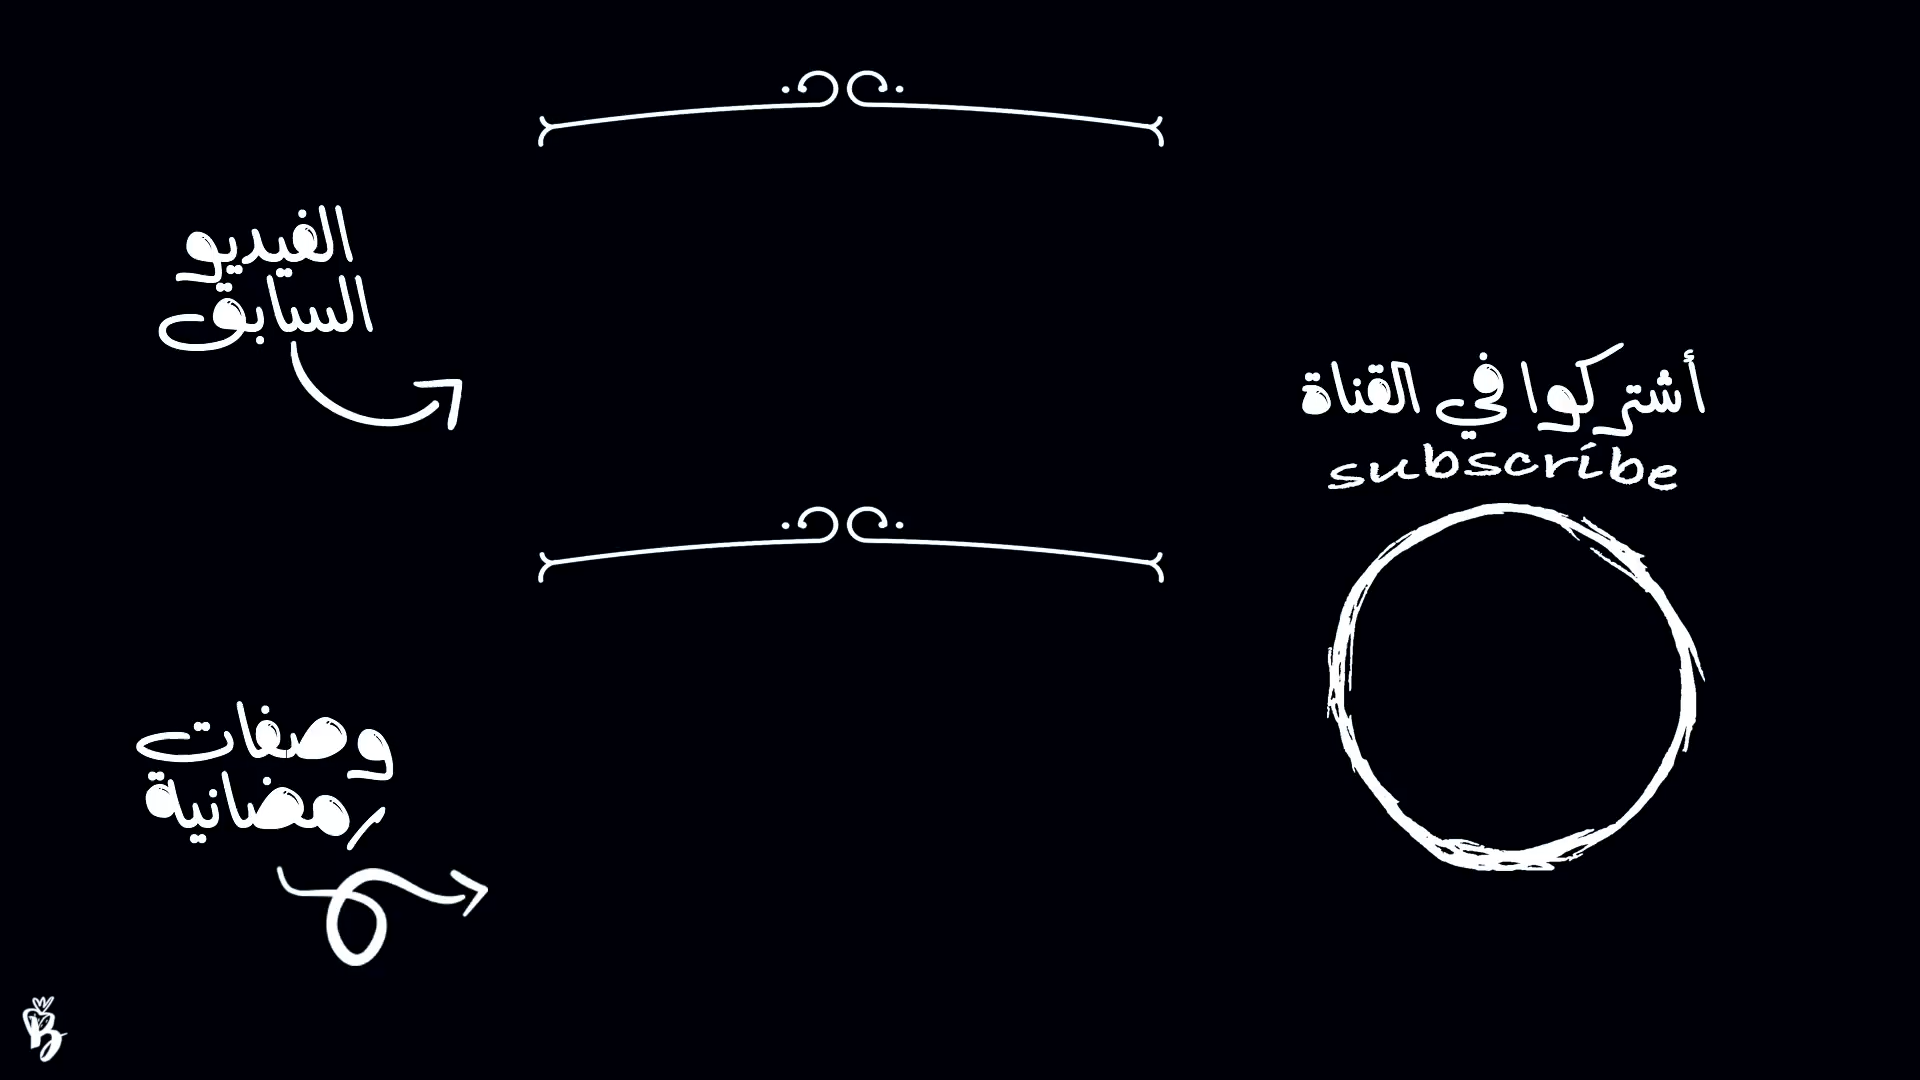 الفيديو
السابق
أشتركوا في القناة
subscribe
وصفات
رمضانية